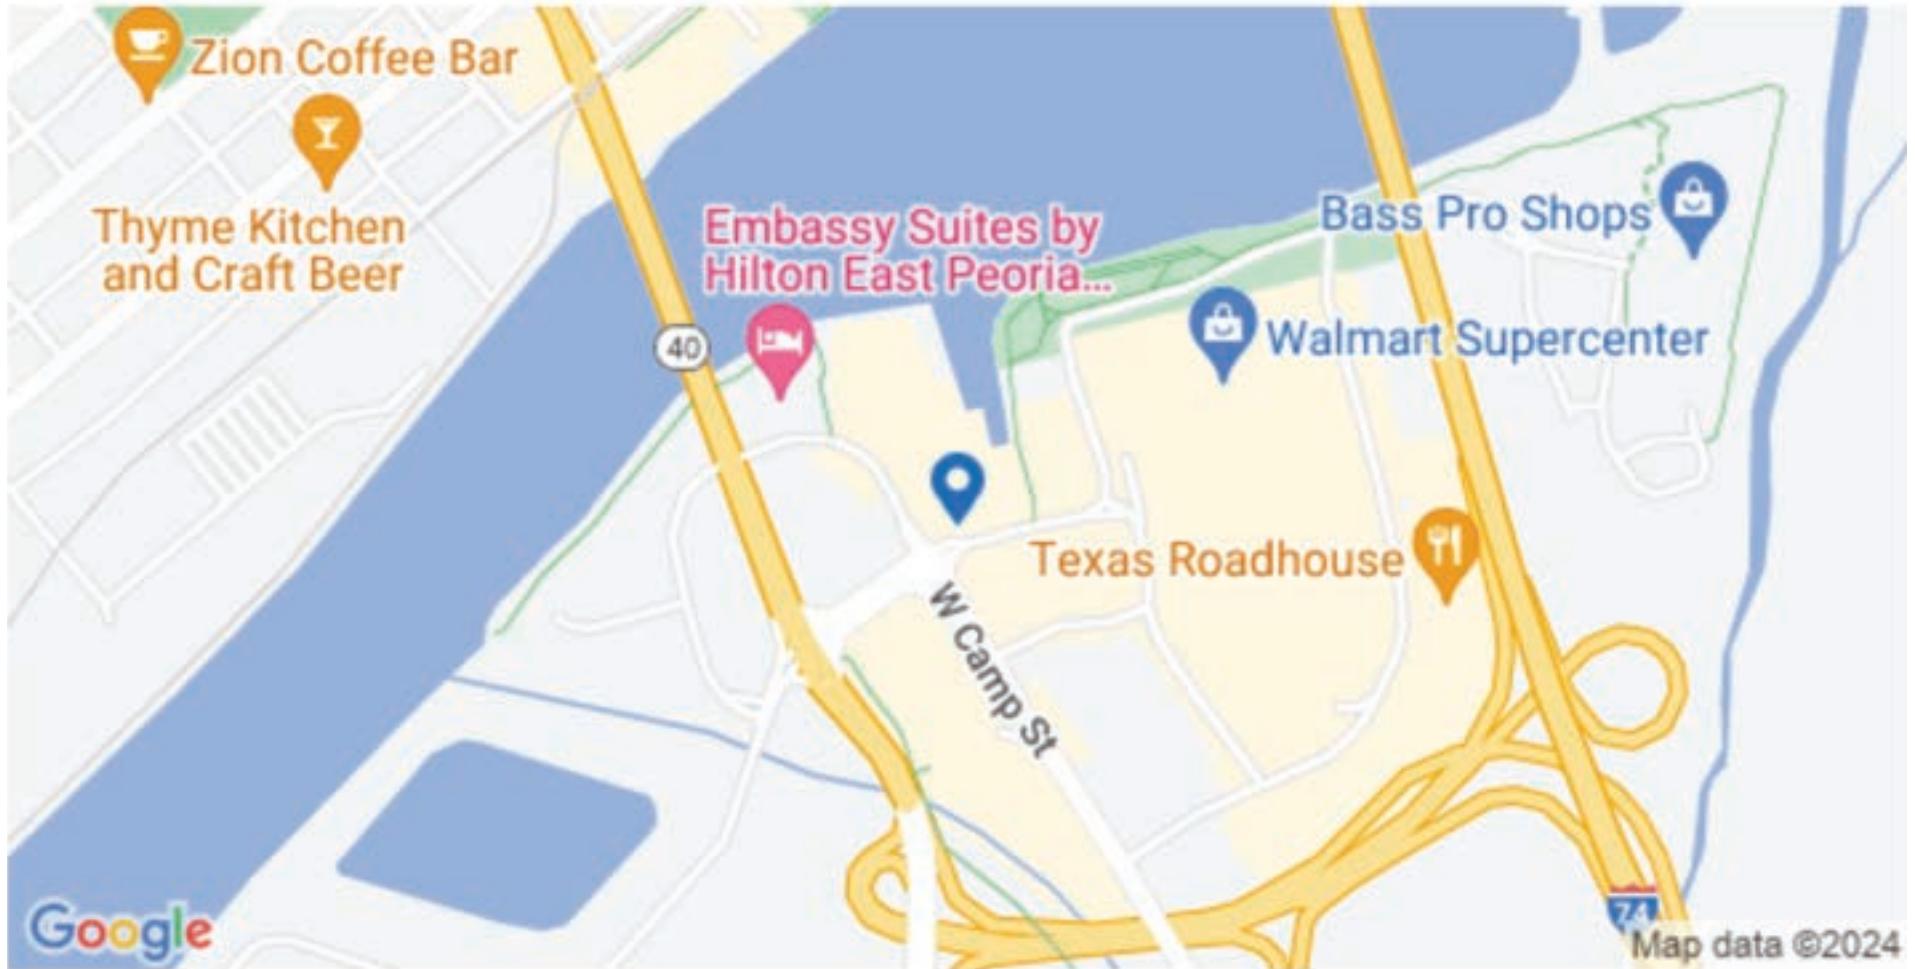 Zion Coffee Bar
Thyme Kitchen
and Craft Beer
Embassy Suites by
Hilton East Peoria...
Bass Pro Shops
40
Walmart Supercenter
Texas Roadhouse
W Camp St
74
Google
Map data ©2024